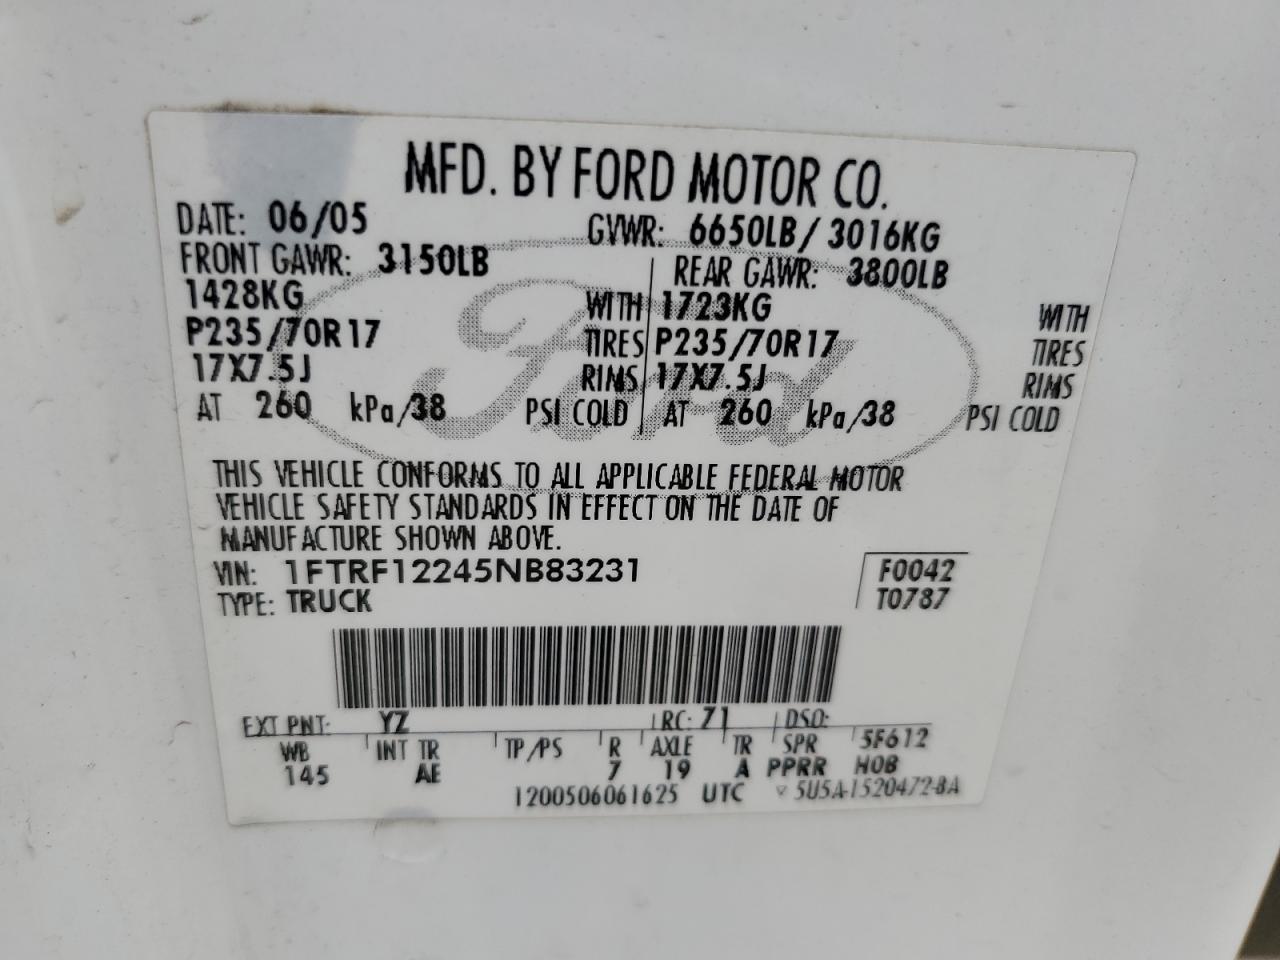 MFD. BY FORD MOTOR CO.
DATE: 06/05 GVWR: 6650LB/ 3016KG
FRONT GAWR: 3150LB REAR GAWR: 3800LB
1428KG WITH 1723KG WITH
P235/70R17 TIRES P235/70R17 TIRES
17X7.5J RIMS 17X7.5J RIMS
AT 260 kPa/38 PSI COLD AT 260 kPa/38 PSI COLD
Ford
THIS VEHICLE CONFORMS TO ALL APPLICABLE FEDERAL MOTOR
VEHICLE SAFETY STANDARDS IN EFFECT ON THE DATE OF
MANUFACTURE SHOWN ABOVE.
VIN: 1FTRF12245NB83231 F0042
TYPE: TRUCK T0787
EXT PNT: YZ RC: 71 DSO:
WB INT TR TP/PS R AXLE TR SPR 5F612
145 AE 7 19 A PPRR H0B
1200506061625 UTC ▽ 5U5A-1520472-BA